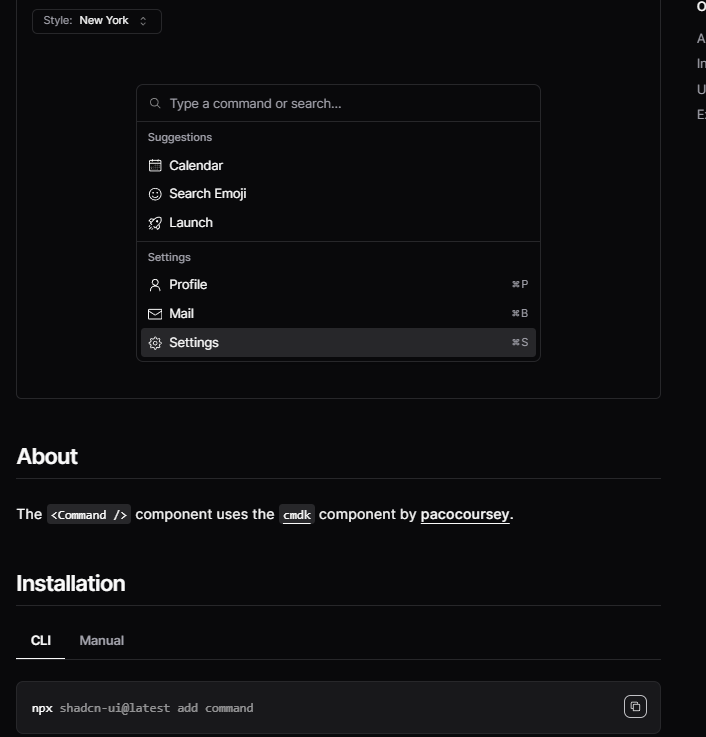 Style: New York
Type a command or search...
Suggestions
Calendar
Search Emoji
Launch
Settings
Profile ⌘P
Mail ⌘B
Settings ⌘S
About
The <Command /> component uses the cmdk component by pacocoursey.
Installation
CLI Manual
npx shadcn-ui@latest add command